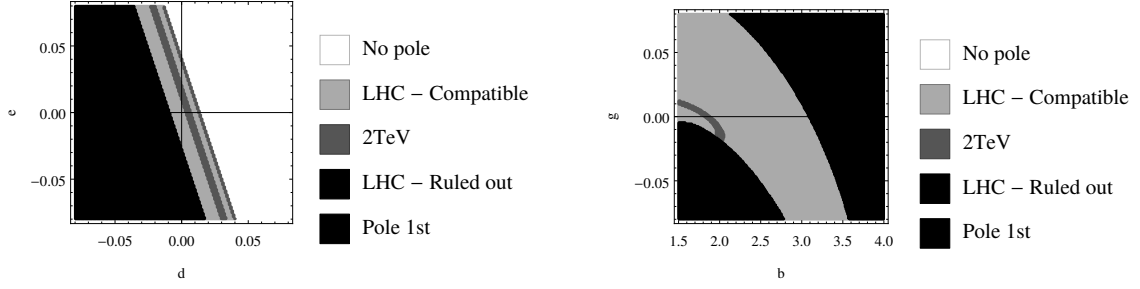 0.05
0.00
−0.05
e
−0.05
0.00
0.05
d
No pole
LHC − Compatible
2TeV
LHC − Ruled out
Pole 1st
0.05
0.00
−0.05
g
1.5
2.0
2.5
3.0
3.5
4.0
b
No pole
LHC − Compatible
2TeV
LHC − Ruled out
Pole 1st